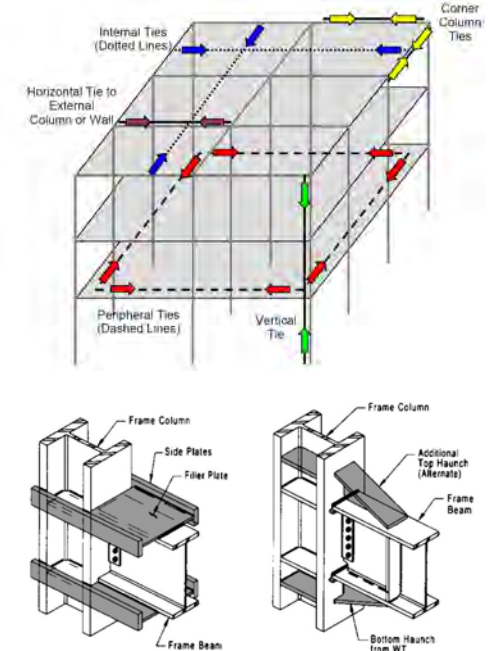 Corner
Column
Ties
Internal Ties
(Dotted Lines)
Horizontal Tie to
External
Column or Wall
Peripheral Ties
(Dashed Lines)
Vertical
Tie
Frame Column
Side Plates
Filler Plate
Frame Beam
Frame Column
Additional
Top Haunch
(Alternate)
Frame
Beam
Bottom Haunch
from WT